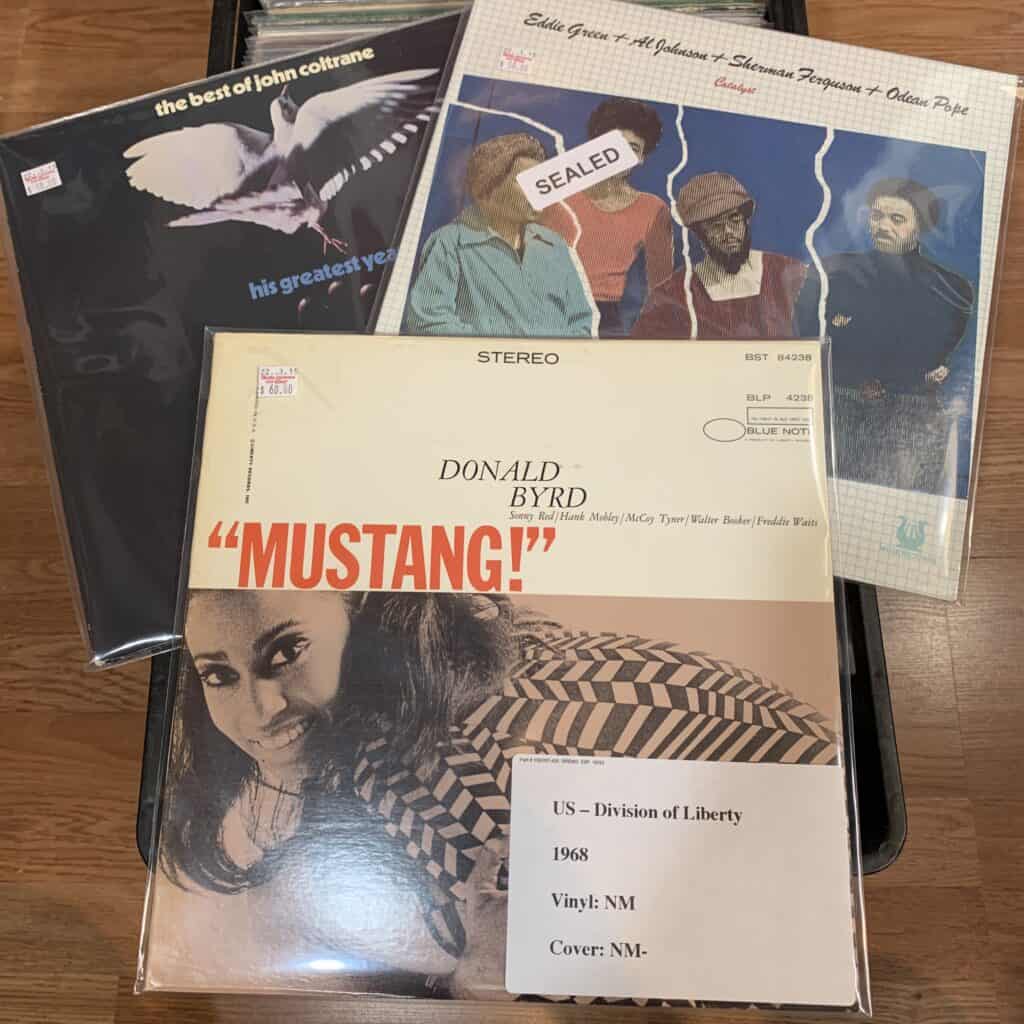 the best of john coltrane
his greatest yea
Eddie Green + Al Johnson + Sherman Ferguson + Odean Pope
Catalyst
SEALED
STEREO
BST 84238
BLP 4238
BLUE NOT
$ 60.00
DONALD
BYRD
Sonny Red/Hank Mobley/McCoy Tyner/Walter Booker/Freddie Waits
“MUSTANG!”
US – Division of Liberty
1968
Vinyl: NM
Cover: NM-